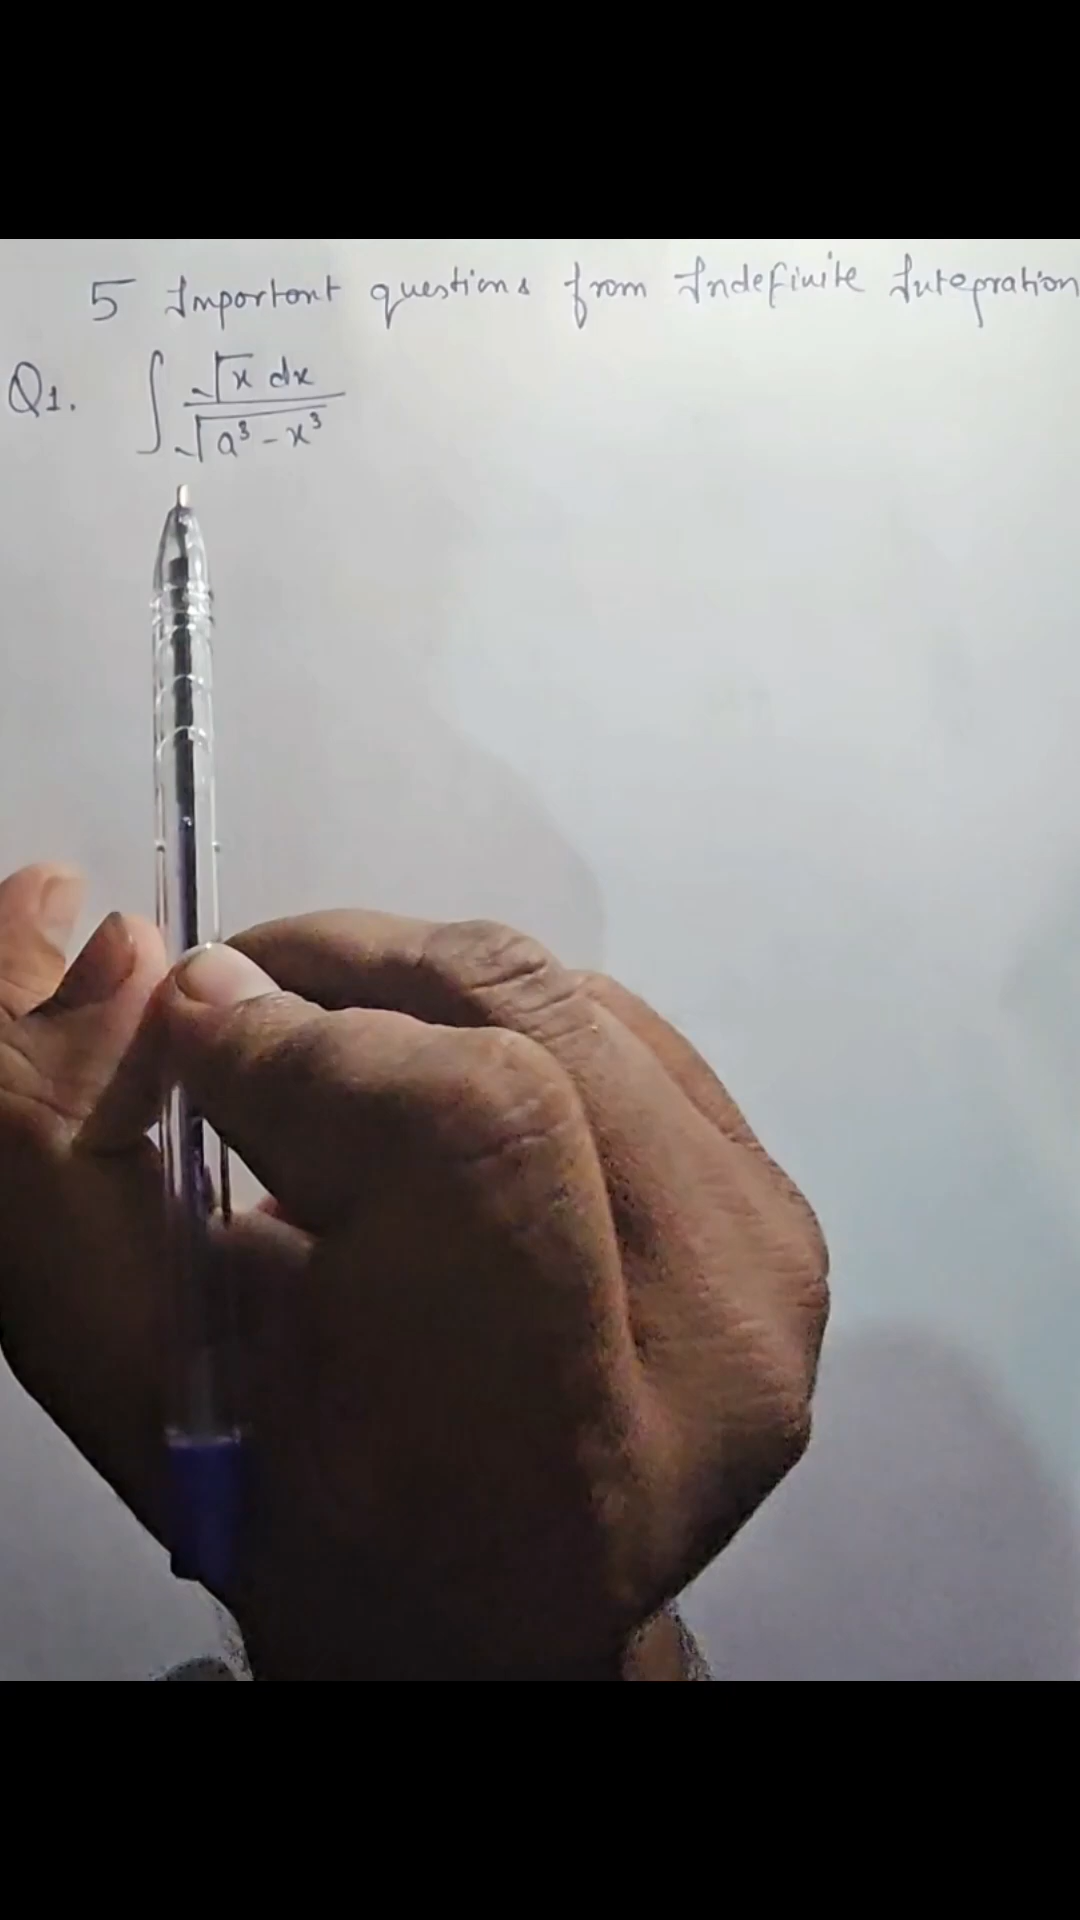 5 Important questions from Indefinite Integration
Q1. ∫ √x dx / √(a³ - x³)